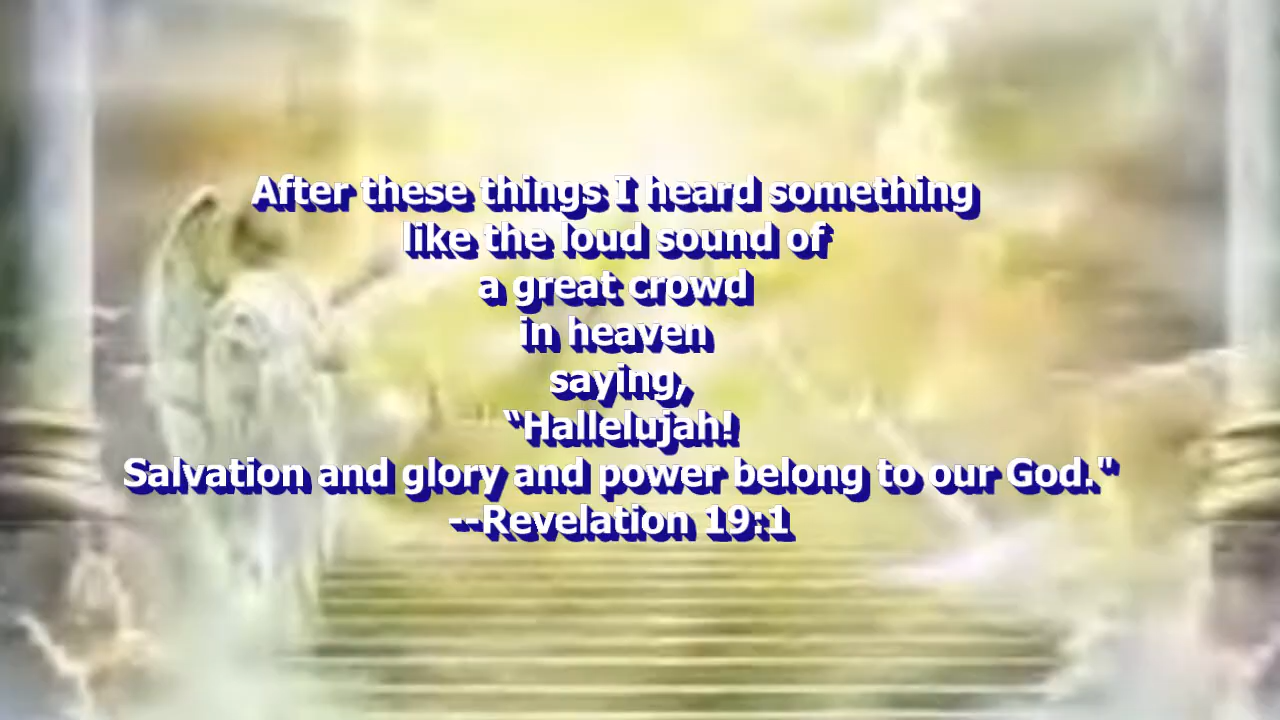 After these things I heard something
like the loud sound of
a great crowd
in heaven
saying,
“Hallelujah!
Salvation and glory and power belong to our God."
--Revelation 19:1